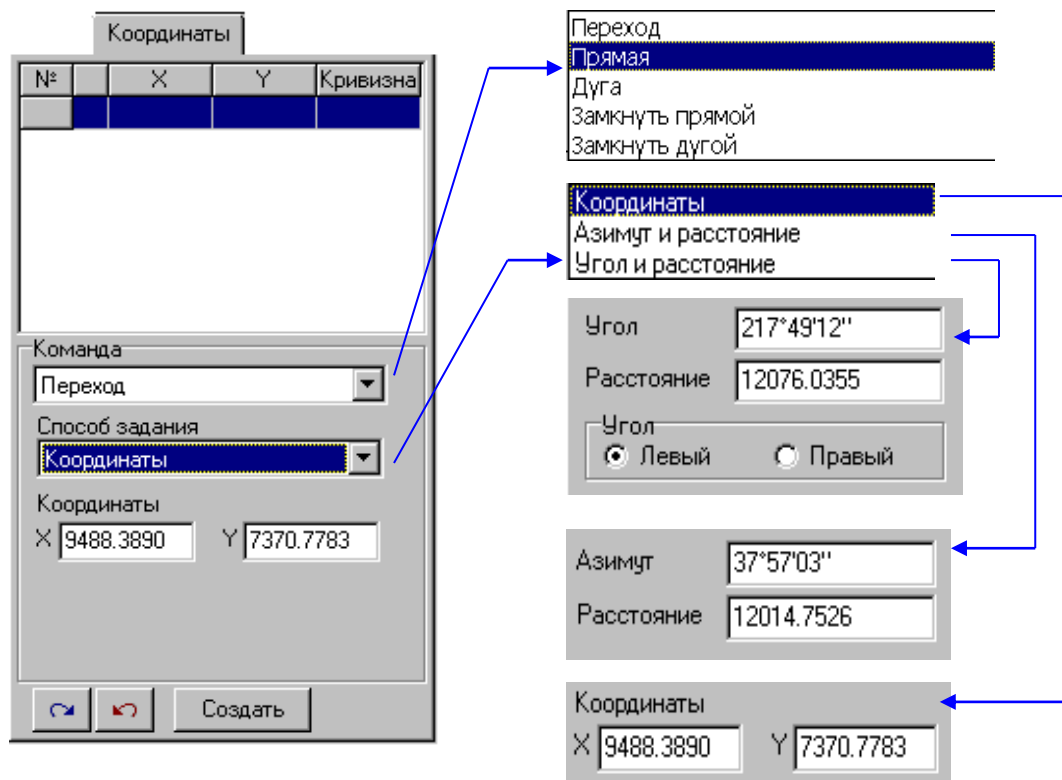 Координаты
№ X Y Кривизна
Команда
Переход
Способ задания
Координаты
Координаты
X 9488.3890 Y 7370.7783
Создать
Переход
Прямая
Дуга
Замкнуть прямой
Замкнуть дугой
Координаты
Азимут и расстояние
Угол и расстояние
Угол 217°49'12''
Расстояние 12076.0355
Угол
Левый Правый
Азимут 37°57'03''
Расстояние 12014.7526
Координаты
X 9488.3890 Y 7370.7783